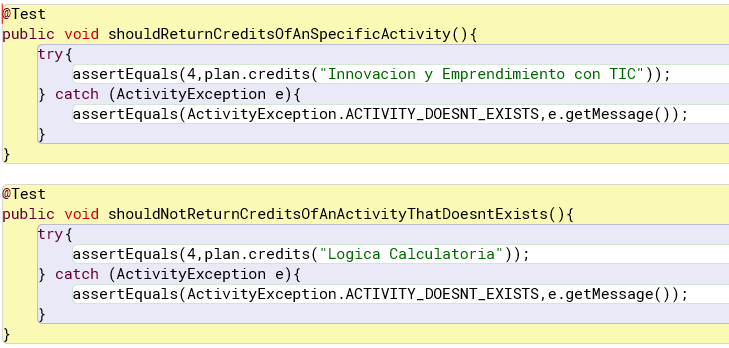 @Test
public void shouldReturnCreditsOfAnSpecificActivity(){
try{
assertEquals(4,plan.credits("Innovacion y Emprendimiento con TIC"));
} catch (ActivityException e){
assertEquals(ActivityException.ACTIVITY_DOESNT_EXISTS,e.getMessage());
}
}
@Test
public void shouldNotReturnCreditsOfAnActivityThatDoesntExists(){
try{
assertEquals(4,plan.credits("Logica Calculatoria"));
} catch (ActivityException e){
assertEquals(ActivityException.ACTIVITY_DOESNT_EXISTS,e.getMessage());
}
}